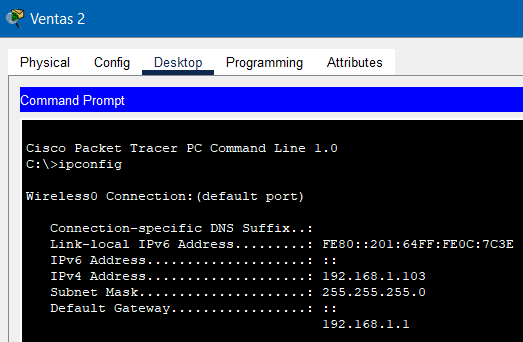 Ventas 2
Physical Config Desktop Programming Attributes
Command Prompt
Cisco Packet Tracer PC Command Line 1.0
C:\>ipconfig
Wireless0 Connection:(default port)
Connection-specific DNS Suffix..:
Link-local IPv6 Address.........: FE80::201:64FF:FE0C:7C3E
IPv6 Address....................: ::
IPv4 Address....................: 192.168.1.103
Subnet Mask.....................: 255.255.255.0
Default Gateway.................: ::
192.168.1.1